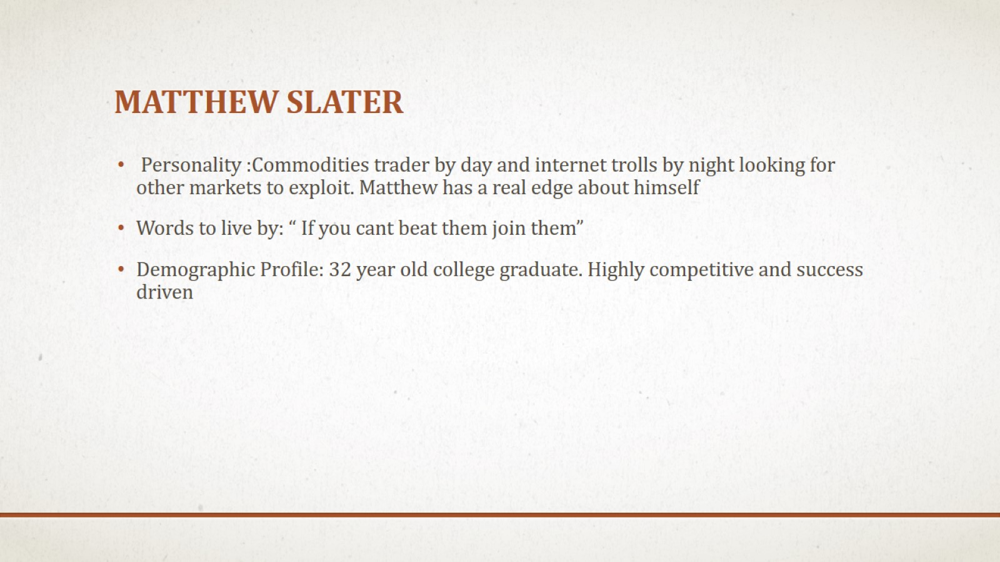 MATTHEW SLATER
• Personality :Commodities trader by day and internet trolls by night looking for
other markets to exploit. Matthew has a real edge about himself
• Words to live by: “ If you cant beat them join them”
• Demographic Profile: 32 year old college graduate. Highly competitive and success
driven